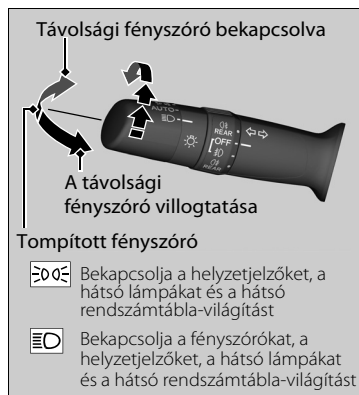 Távolsági fényszóró bekapcsolva
AUTO
REAR
OFF
REAR
A távolsági
fényszóró villogtatása
Tompított fényszóró
Bekapcsolja a helyzetjelzőket, a
hátsó lámpákat és a hátsó
rendszámtábla-világítást
Bekapcsolja a fényszórókat, a
helyzetjelzőket, a hátsó lámpákat
és a hátsó rendszámtábla-világítást